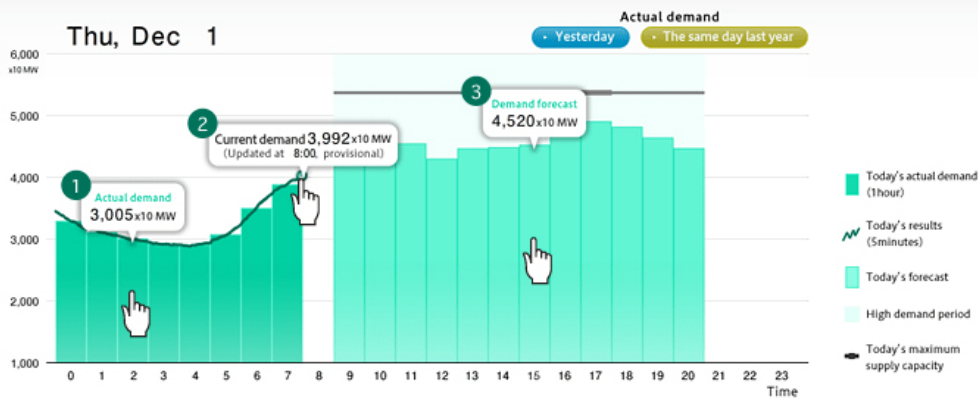 Thu, Dec 1
Actual demand
Yesterday
The same day last year
6,000
x10 MW
5,000
4,000
3,000
2,000
1,000
1
Actual demand
3,005x10 MW
2
Current demand 3,992x10 MW
(Updated at 8:00, provisional)
3
Demand forecast
4,520x10 MW
0 1 2 3 4 5 6 7 8 9 10 11 12 13 14 15 16 17 18 19 20 21 22 23
Time
Today's actual demand
(1hour)
Today's results
(5minutes)
Today's forecast
High demand period
Today's maximum
supply capacity